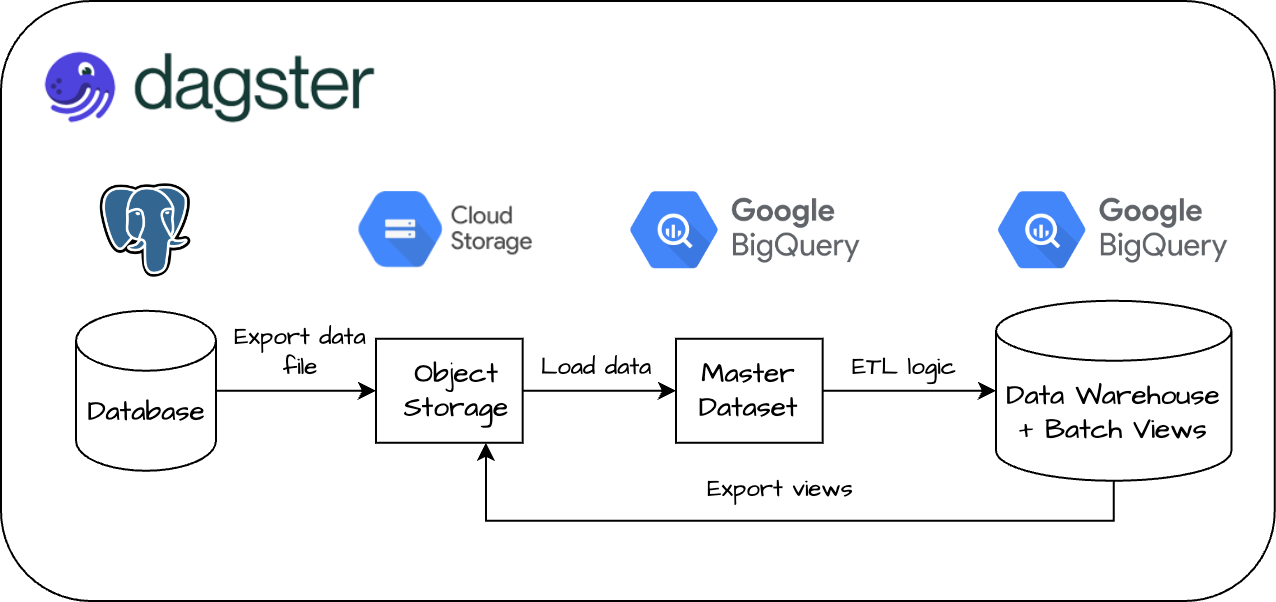 dagster
Cloud
Storage
Google
BigQuery
Google
BigQuery
Database
Export data
file
Object
Storage
Load data
Master
Dataset
ETL logic
Data Warehouse
+ Batch Views
Export views